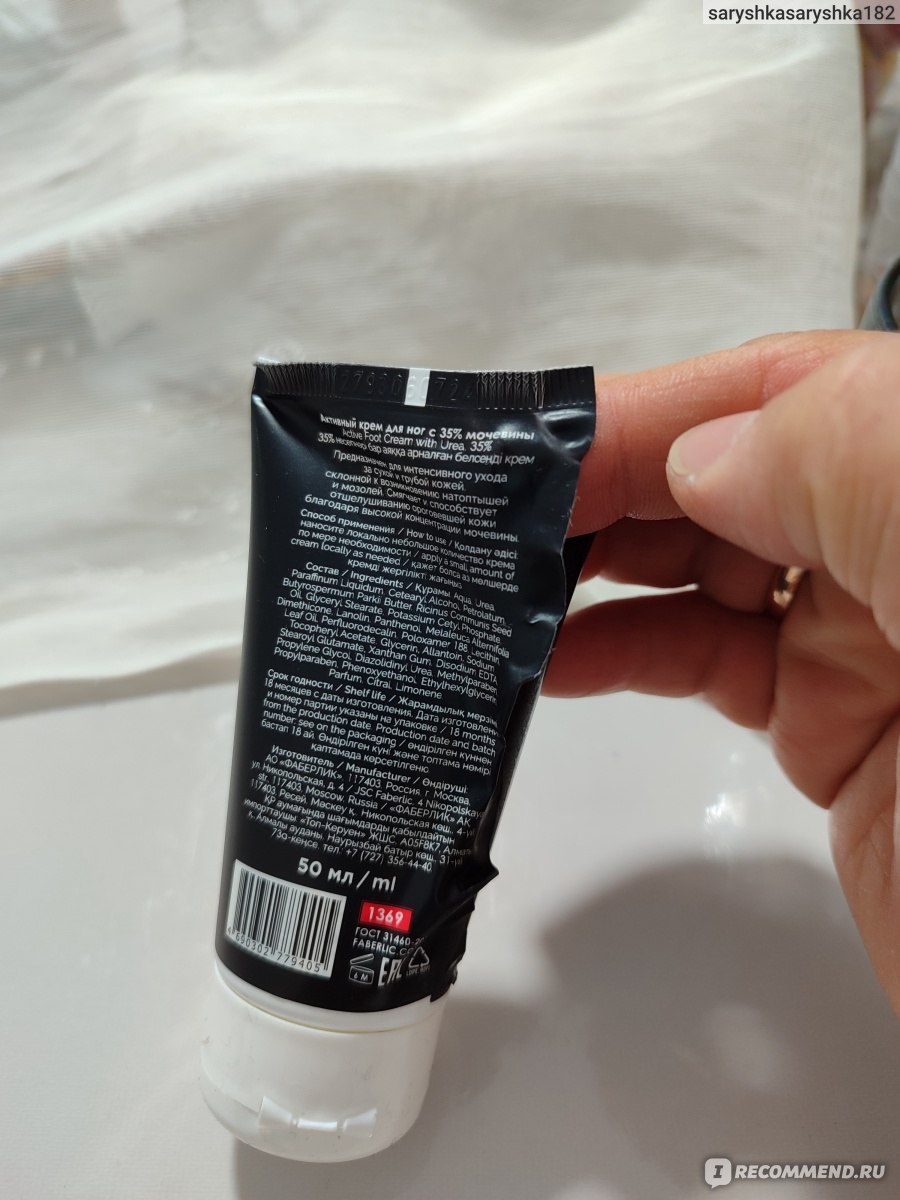 saryshkasaryshka182
Активный крем для ног с 35% мочевины
Active Foot Cream with Urea, 35%
35% несепнәр бар аяққа арналған белсенді крем
Предназначен для интенсивного ухода
за сухой и грубой кожей,
склонной к возникновению натоптышей
и мозолей. Смягчает и способствует
отшелушиванию ороговевшей кожи
благодаря высокой концентрации мочевины.
Способ применения / How to use / Қолдану әдісі:
наносите локально небольшое количество крема
по мере необходимости / apply a small amount of
cream locally as needed / қажет болса аз мөлшерде
кремді жергілікті жағыңыз.
Состав / Ingredients / Құрамы: Aqua, Urea,
Paraffinum Liquidum, Cetearyl Alcohol, Petrolatum,
Butyrospermum Parkii Butter, Ricinus Communis Seed
Oil, Glyceryl Stearate, Potassium Cetyl Phosphate,
Dimethicone, Lanolin, Panthenol, Melaleuca Alternifolia
Leaf Oil, Perfluorodecalin, Poloxamer 188, Lecithin,
Tocopheryl Acetate, Glycerin, Allantoin, Sodium
Stearoyl Glutamate, Xanthan Gum, Disodium EDTA,
Propylene Glycol, Diazolidinyl Urea, Methylparaben,
Propylparaben, Phenoxyethanol, Ethylhexylglycerin,
Parfum, Citral, Limonene.
Срок годности / Shelf life / Жарамдылық мерзімі:
18 месяцев с даты изготовления. Дата изготовления
и номер партии указаны на упаковке / 18 months
from the production date. Production date and batch
number: see on the packaging / өндірілген күннен
бастап 18 ай. Өндірілген күні және топтама нөмірі
қаптамада көрсетілген.
Изготовитель / Manufacturer / Өндіруші:
АО «ФАБЕРЛИК», 117403, Россия, г. Москва,
ул. Никопольская, д. 4 / JSC Faberlic, 4 Nikopolskaya
str., 117403, Moscow, Russia / «ФАБЕРЛИК» АҚ,
117403, Ресей, Мәскеу қ., Никопольская көш., 4-үй
ҚР аумағында шағымдарды қабылдайтын
импорттаушы: «Топ-Керуен» ЖШС, A05F8K7, Алматы
қ., Алмалы ауданы, Наурызбай батыр көш., 31-үй
73а-кеңсе, тел.: +7 (727) 356-44-40.
50 мл / ml
1369
ГОСТ 31460-
FABERLIC.CO
4690302 779405
6 M
EAC
RECOMMEND.RU